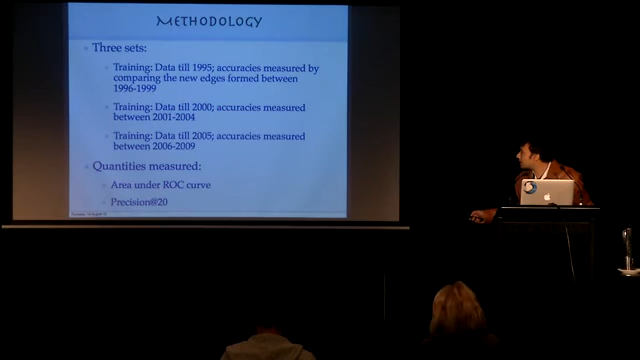 METHODOLOGY
Three sets:
Training: Data till 1995; accuracies measured by
comparing the new edges formed between
1996-1999
Training: Data till 2000; accuracies measured
between 2001-2004
Training: Data till 2005; accuracies measured
between 2006-2009
Quantities measured:
Area under ROC curve
Precision@20